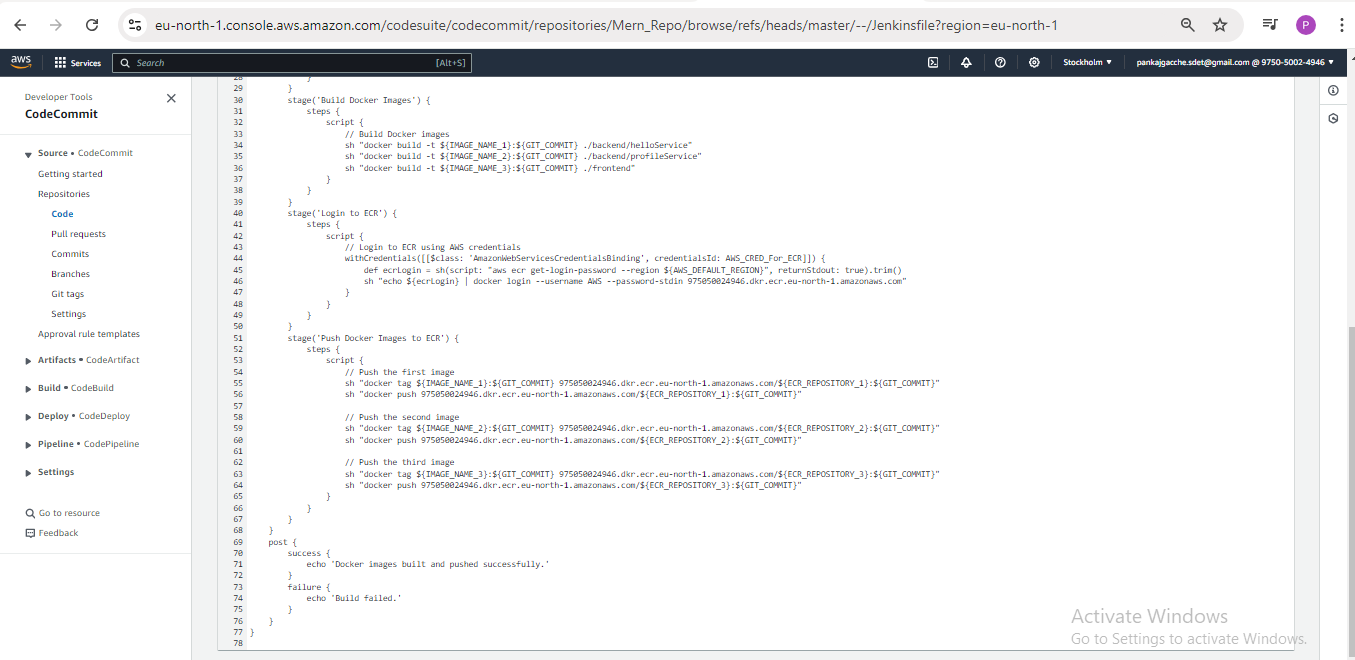 eu-north-1.console.aws.amazon.com/codesuite/codecommit/repositories/Mern_Repo/browse/refs/heads/master/--/Jenkinsfile?region=eu-north-1
P
aws
Services
Search
[Alt+S]
Stockholm ▼
pankajgacche.sdet@gmail.com @ 9750-5002-4946 ▼
Developer Tools
CodeCommit
Source • CodeCommit
Getting started
Repositories
Code
Pull requests
Commits
Branches
Git tags
Settings
Approval rule templates
Artifacts • CodeArtifact
Build • CodeBuild
Deploy • CodeDeploy
Pipeline • CodePipeline
Settings
Go to resource
Feedback
28 }
29 }
30 stage('Build Docker Images') {
31 steps {
32 script {
33 // Build Docker images
34 sh "docker build -t ${IMAGE_NAME_1}:${GIT_COMMIT} ./backend/helloService"
35 sh "docker build -t ${IMAGE_NAME_2}:${GIT_COMMIT} ./backend/profileService"
36 sh "docker build -t ${IMAGE_NAME_3}:${GIT_COMMIT} ./frontend"
37 }
38 }
39 }
40 stage('Login to ECR') {
41 steps {
42 script {
43 // Login to ECR using AWS credentials
44 withCredentials([[$class: 'AmazonWebServicesCredentialsBinding', credentialsId: AWS_CRED_For_ECR]]) {
45 def ecrLogin = sh(script: "aws ecr get-login-password --region ${AWS_DEFAULT_REGION}", returnStdout: true).trim()
46 sh "echo ${ecrLogin} | docker login --username AWS --password-stdin 975050024946.dkr.ecr.eu-north-1.amazonaws.com"
47 }
48 }
49 }
50 }
51 stage('Push Docker Images to ECR') {
52 steps {
53 script {
54 // Push the first image
55 sh "docker tag ${IMAGE_NAME_1}:${GIT_COMMIT} 975050024946.dkr.ecr.eu-north-1.amazonaws.com/${ECR_REPOSITORY_1}:${GIT_COMMIT}"
56 sh "docker push 975050024946.dkr.ecr.eu-north-1.amazonaws.com/${ECR_REPOSITORY_1}:${GIT_COMMIT}"
57
58 // Push the second image
59 sh "docker tag ${IMAGE_NAME_2}:${GIT_COMMIT} 975050024946.dkr.ecr.eu-north-1.amazonaws.com/${ECR_REPOSITORY_2}:${GIT_COMMIT}"
60 sh "docker push 975050024946.dkr.ecr.eu-north-1.amazonaws.com/${ECR_REPOSITORY_2}:${GIT_COMMIT}"
61
62 // Push the third image
63 sh "docker tag ${IMAGE_NAME_3}:${GIT_COMMIT} 975050024946.dkr.ecr.eu-north-1.amazonaws.com/${ECR_REPOSITORY_3}:${GIT_COMMIT}"
64 sh "docker push 975050024946.dkr.ecr.eu-north-1.amazonaws.com/${ECR_REPOSITORY_3}:${GIT_COMMIT}"
65 }
66 }
67 }
68 }
69 post {
70 success {
71 echo 'Docker images built and pushed successfully.'
72 }
73 failure {
74 echo 'Build failed.'
75 }
76 }
77 }
78
Activate Windows
Go to Settings to activate Windows.